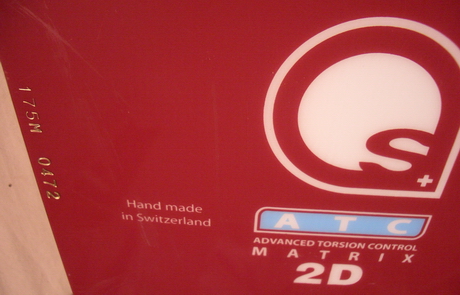 175N 0472
Hand made
in Switzerland
S
ATC
ADVANCED TORSION CONTROL
MATRIX
2D